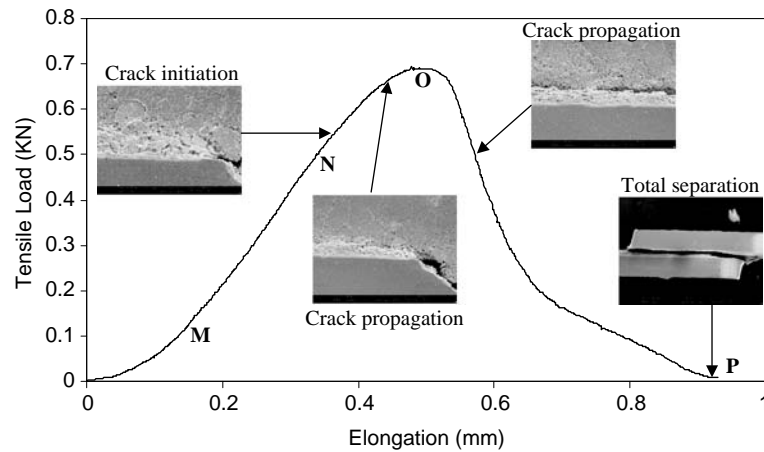 0.8
0.7
0.6
0.5
0.4
0.3
0.2
0.1
0
Tensile Load (KN)
Crack initiation
Crack propagation
O
N
Total separation
Crack propagation
M
P
0
0.2
0.4
0.6
0.8
1
Elongation (mm)